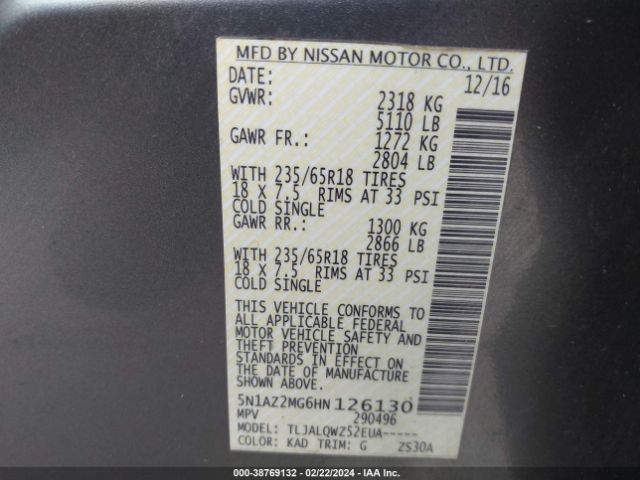 MFD BY NISSAN MOTOR CO., LTD.
DATE: 12/16
GVWR: 2318 KG
5110 LB
GAWR FR.: 1272 KG
2804 LB
WITH 235/65R18 TIRES
18 X 7.5 RIMS AT 33 PSI
COLD SINGLE
GAWR RR.: 1300 KG
2866 LB
WITH 235/65R18 TIRES
18 X 7.5 RIMS AT 33 PSI
COLD SINGLE
THIS VEHICLE CONFORMS TO
ALL APPLICABLE FEDERAL
MOTOR VEHICLE SAFETY AND
THEFT PREVENTION
STANDARDS IN EFFECT ON
THE DATE OF MANUFACTURE
SHOWN ABOVE.
5N1AZ2MG6HN126130
MPV 290496
MODEL: TLJALQWZ52EUA-----
COLOR: KAD TRIM: G ZS30A
000-38769132 - 02/22/2024 - IAA Inc.